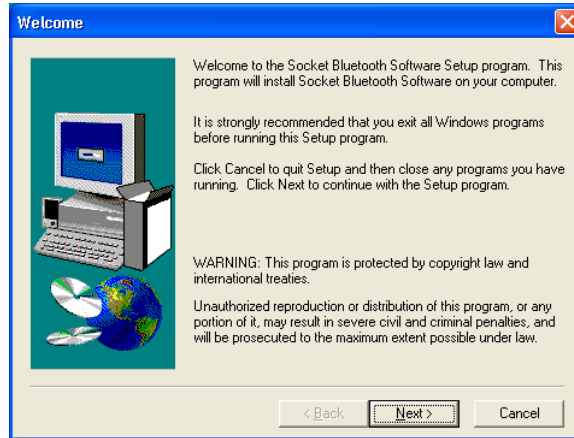 Welcome
Welcome to the Socket Bluetooth Software Setup program.  This
program will install Socket Bluetooth Software on your computer.
It is strongly recommended that you exit all Windows programs
before running this Setup program.
Click Cancel to quit Setup and then close any programs you have
running.  Click Next to continue with the Setup program.
WARNING: This program is protected by copyright law and
international treaties.
Unauthorized reproduction or distribution of this program, or any
portion of it, may result in severe civil and criminal penalties, and
will be prosecuted to the maximum extent possible under law.
< Back Next > Cancel